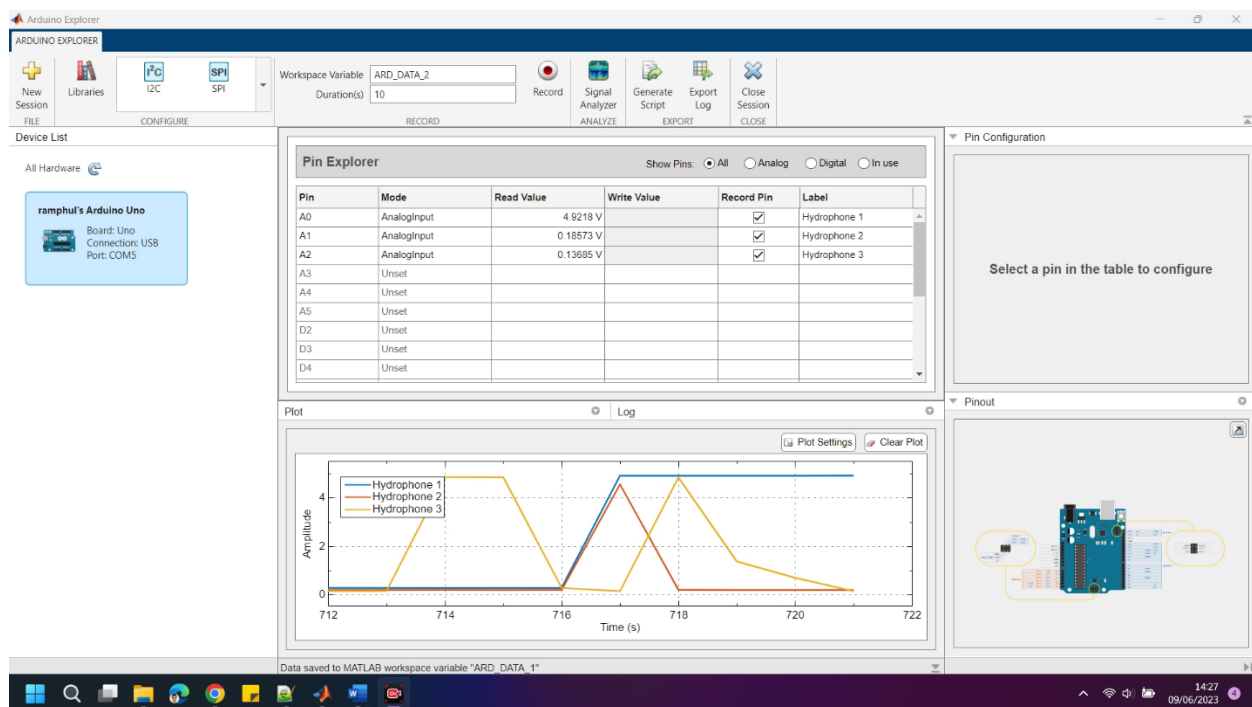 Arduino Explorer
ARDUINO EXPLORER
New Session
Libraries
I²C
I2C
SPI
SPI
Workspace Variable ARD_DATA_2
Duration(s) 10
Record
Signal Analyzer
Generate Script
Export Log
Close Session
FILE CONFIGURE RECORD ANALYZE EXPORT CLOSE
Device List
All Hardware
ramphul's Arduino Uno
Board: Uno
Connection: USB
Port: COM5
Pin Explorer Show Pins: All Analog Digital In use
Pin Mode Read Value Write Value Record Pin Label
A0 AnalogInput 4.9218 V Hydrophone 1
A1 AnalogInput 0.18573 V Hydrophone 2
A2 AnalogInput 0.13685 V Hydrophone 3
A3 Unset
A4 Unset
A5 Unset
D2 Unset
D3 Unset
D4 Unset
Plot Log
Plot Settings Clear Plot
Hydrophone 1
Hydrophone 2
Hydrophone 3
Amplitude
4
2
0
712 714 716 718 720 722
Time (s)
Data saved to MATLAB workspace variable "ARD_DATA_1"
Pin Configuration
Select a pin in the table to configure
Pinout
14:27
09/06/2023
4